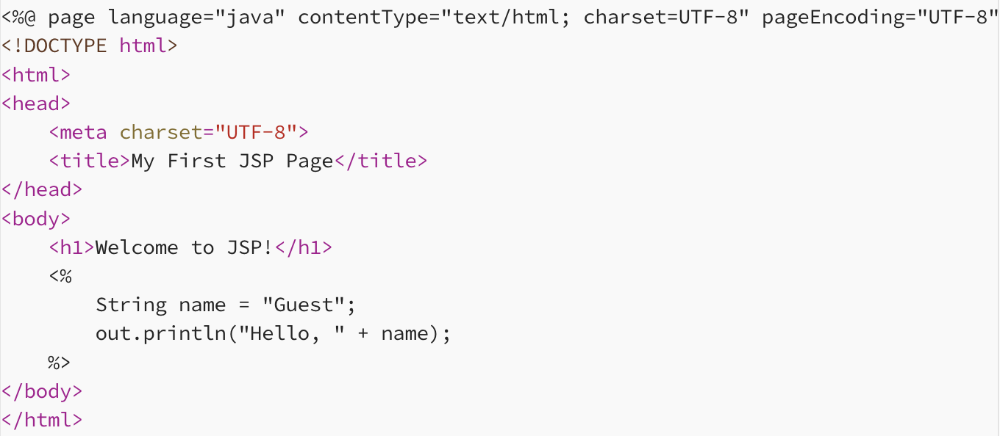 <%@ page language="java" contentType="text/html; charset=UTF-8" pageEncoding="UTF-8"
<!DOCTYPE html>
<html>
<head>
    <meta charset="UTF-8">
    <title>My First JSP Page</title>
</head>
<body>
    <h1>Welcome to JSP!</h1>
    <%
        String name = "Guest";
        out.println("Hello, " + name);
    %>
</body>
</html>